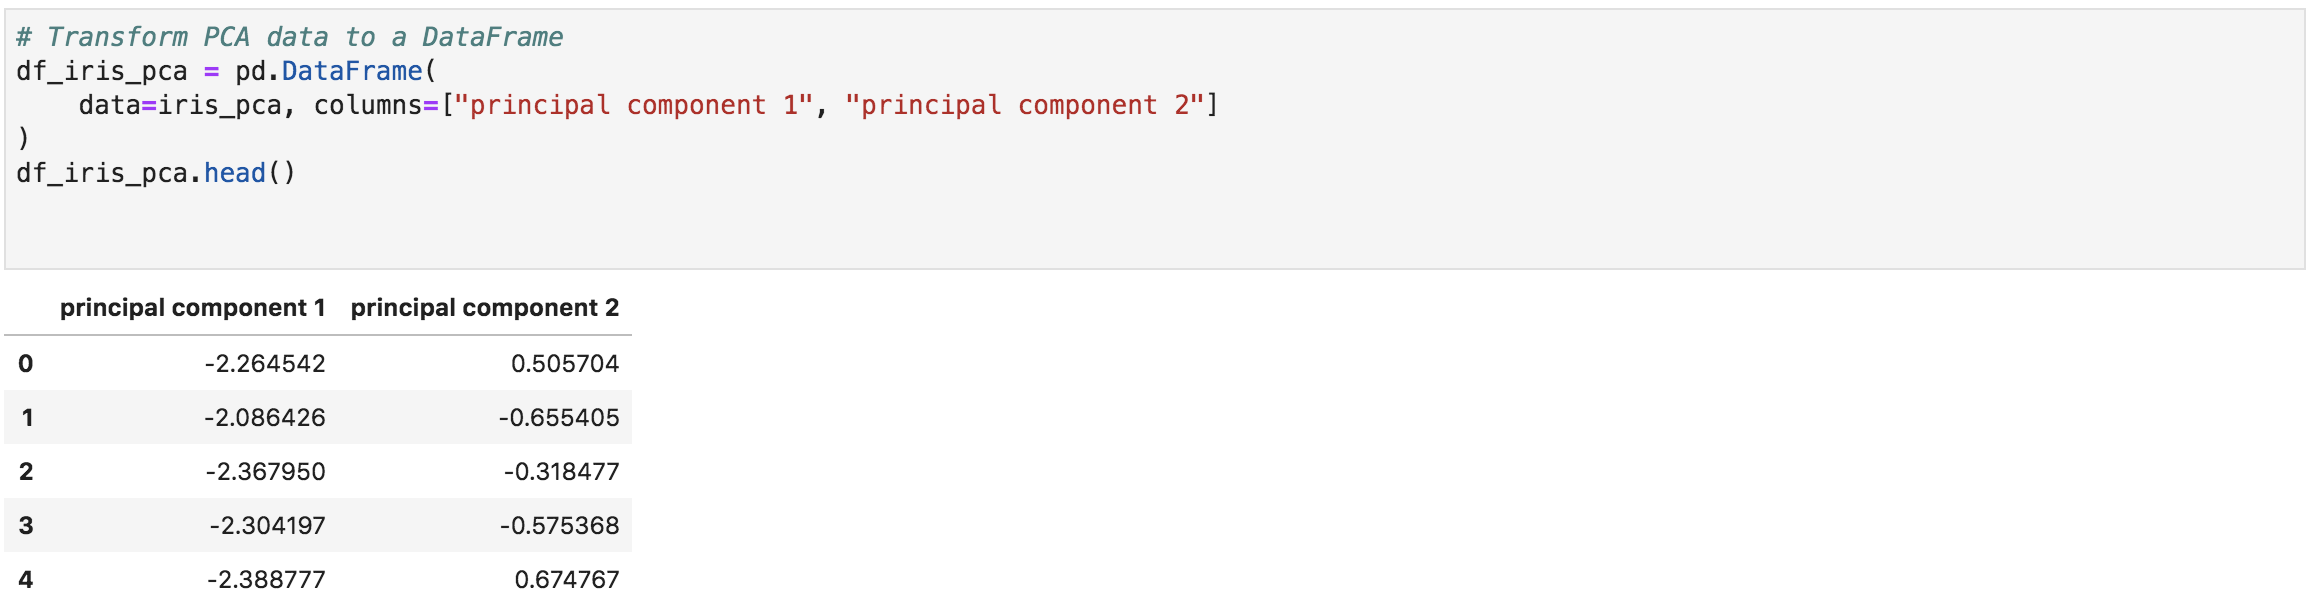 # Transform PCA data to a DataFrame
df_iris_pca = pd.DataFrame(
    data=iris_pca, columns=["principal component 1", "principal component 2"]
)
df_iris_pca.head()
principal component 1 principal component 2
0 -2.264542 0.505704
1 -2.086426 -0.655405
2 -2.367950 -0.318477
3 -2.304197 -0.575368
4 -2.388777 0.674767